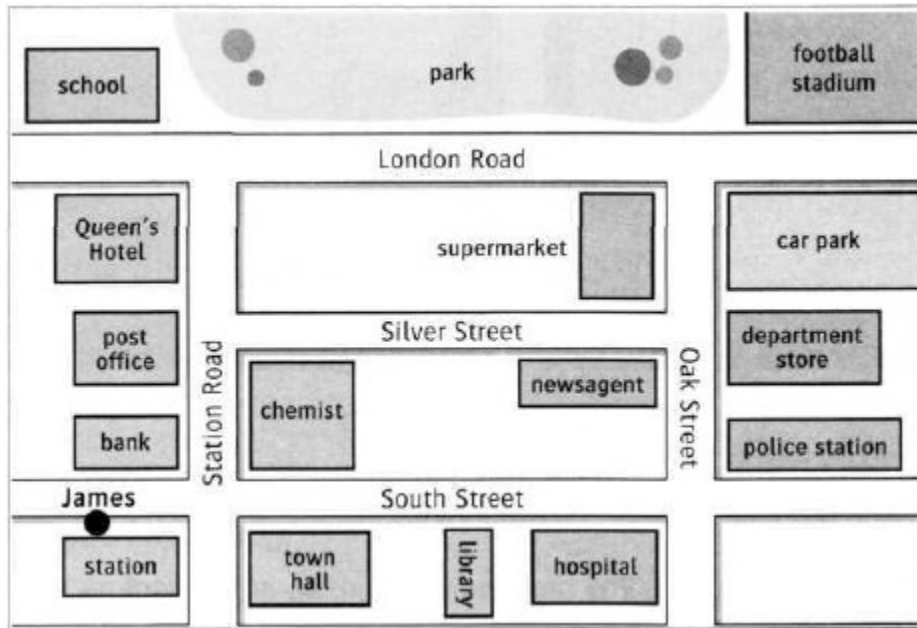 school
park
football
stadium
London Road
Queen's
Hotel
supermarket
car park
post
office
Silver Street
department
store
Station Road
chemist
newsagent
Oak Street
bank
police station
James
South Street
station
town
hall
library
hospital